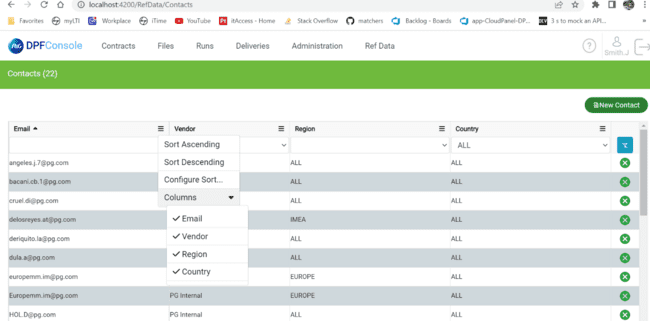 localhost:4200/RefData/Contacts
Favorites myLTI Workplace iTime YouTube itAccess - Home Stack Overflow matchers Backlog - Boards app-CloudPanel-DP... 3 s to mock an API... »
P&G DPFConsole Contracts Files Runs Deliveries Administration Ref Data ? Smith.J
Contacts (22)
New Contact
Email Vendor Region Country
Sort Ascending ALL
Sort Descending
Configure Sort...
Columns
Email
Vendor
Region
Country
angeles.j.7@pg.com ALL ALL
bacani.cb.1@pg.com ALL ALL
cruel.di@pg.com ALL ALL
delosreyes.at@pg.com IMEA ALL
deriquito.la@pg.com ALL ALL
dula.a@pg.com ALL ALL
europemm.im@pg.com EUROPE ALL
Europemm.im@pg.com PG Internal EUROPE ALL
HOL.D@pg.com PG Internal ALL ALL